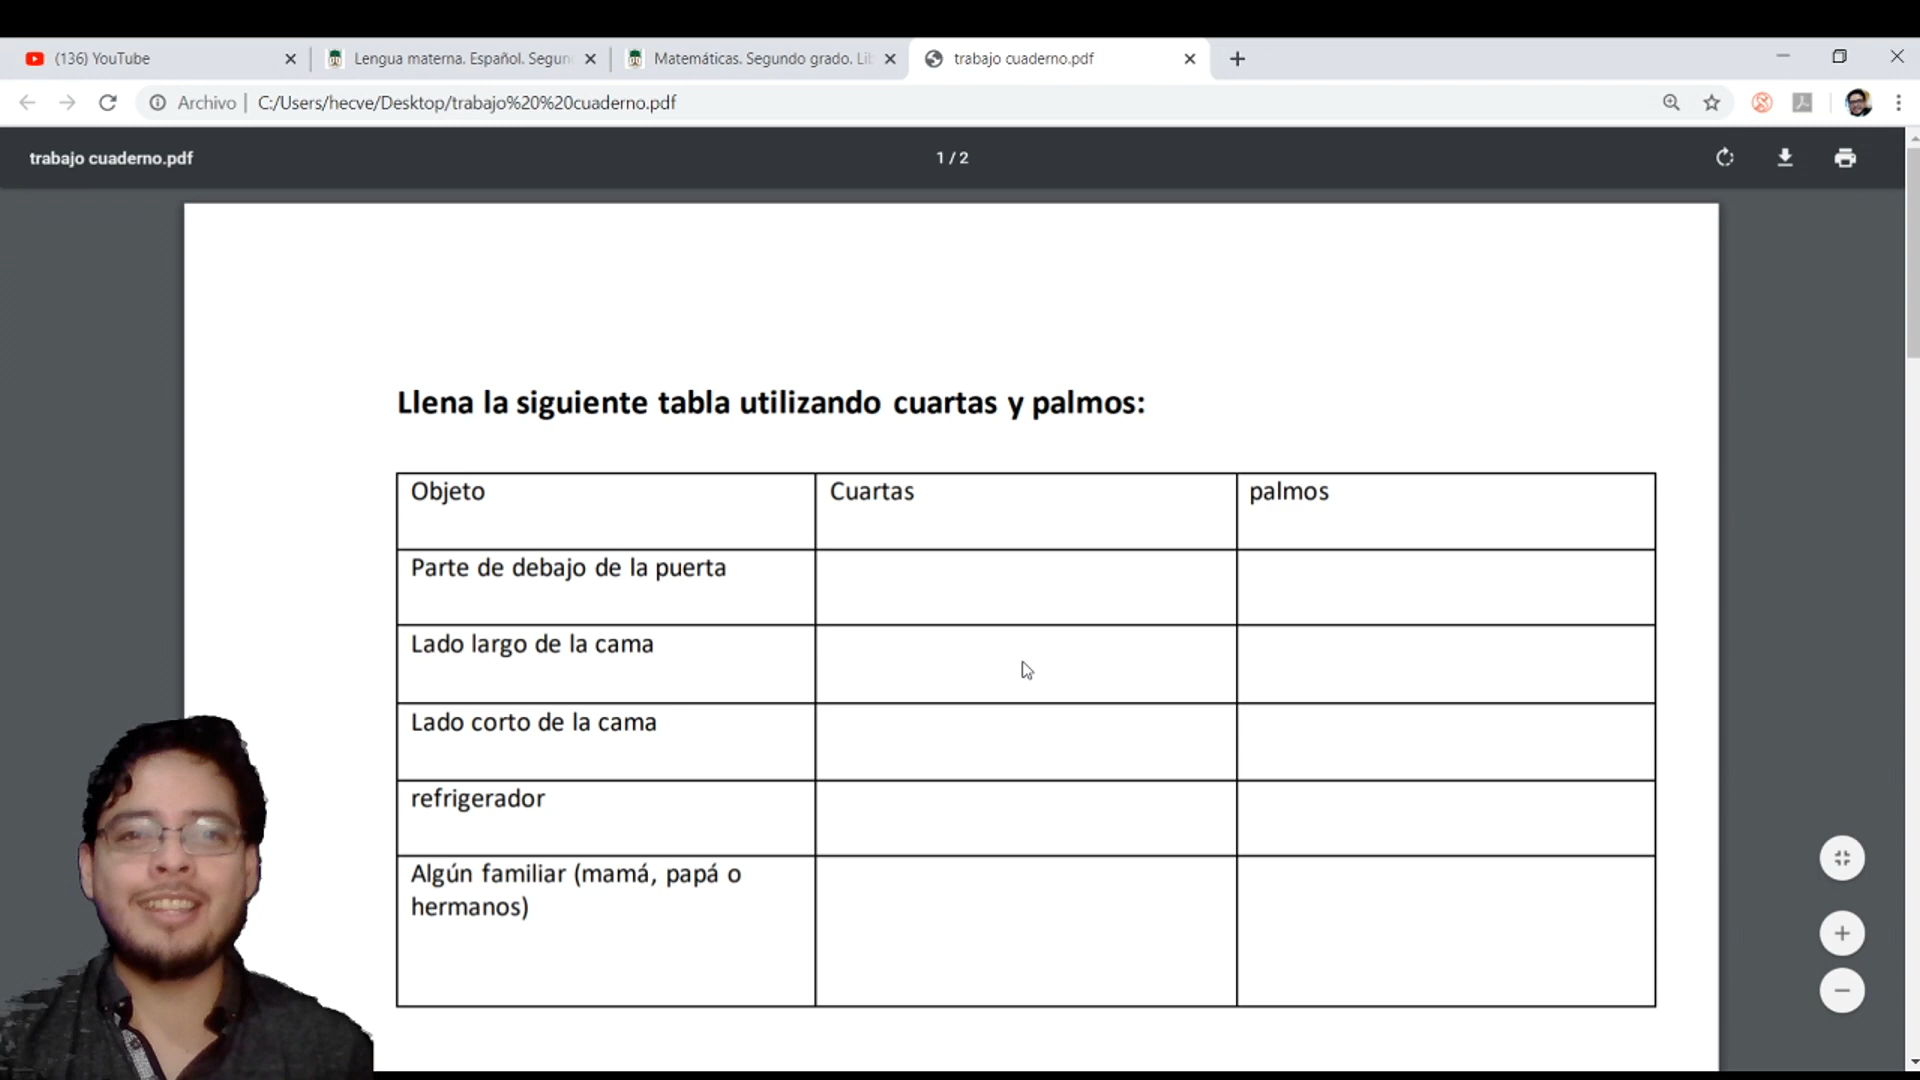 (136) YouTube
Lengua materna. Español. Segun
Matemáticas. Segundo grado. Lib
trabajo cuaderno.pdf
Archivo
C:/Users/hecve/Desktop/trabajo%20%20cuaderno.pdf
trabajo cuaderno.pdf
1 / 2
Llena la siguiente tabla utilizando cuartas y palmos:
Objeto Cuartas palmos
Parte de debajo de la puerta
Lado largo de la cama
Lado corto de la cama
refrigerador
Algún familiar (mamá, papá o
hermanos)